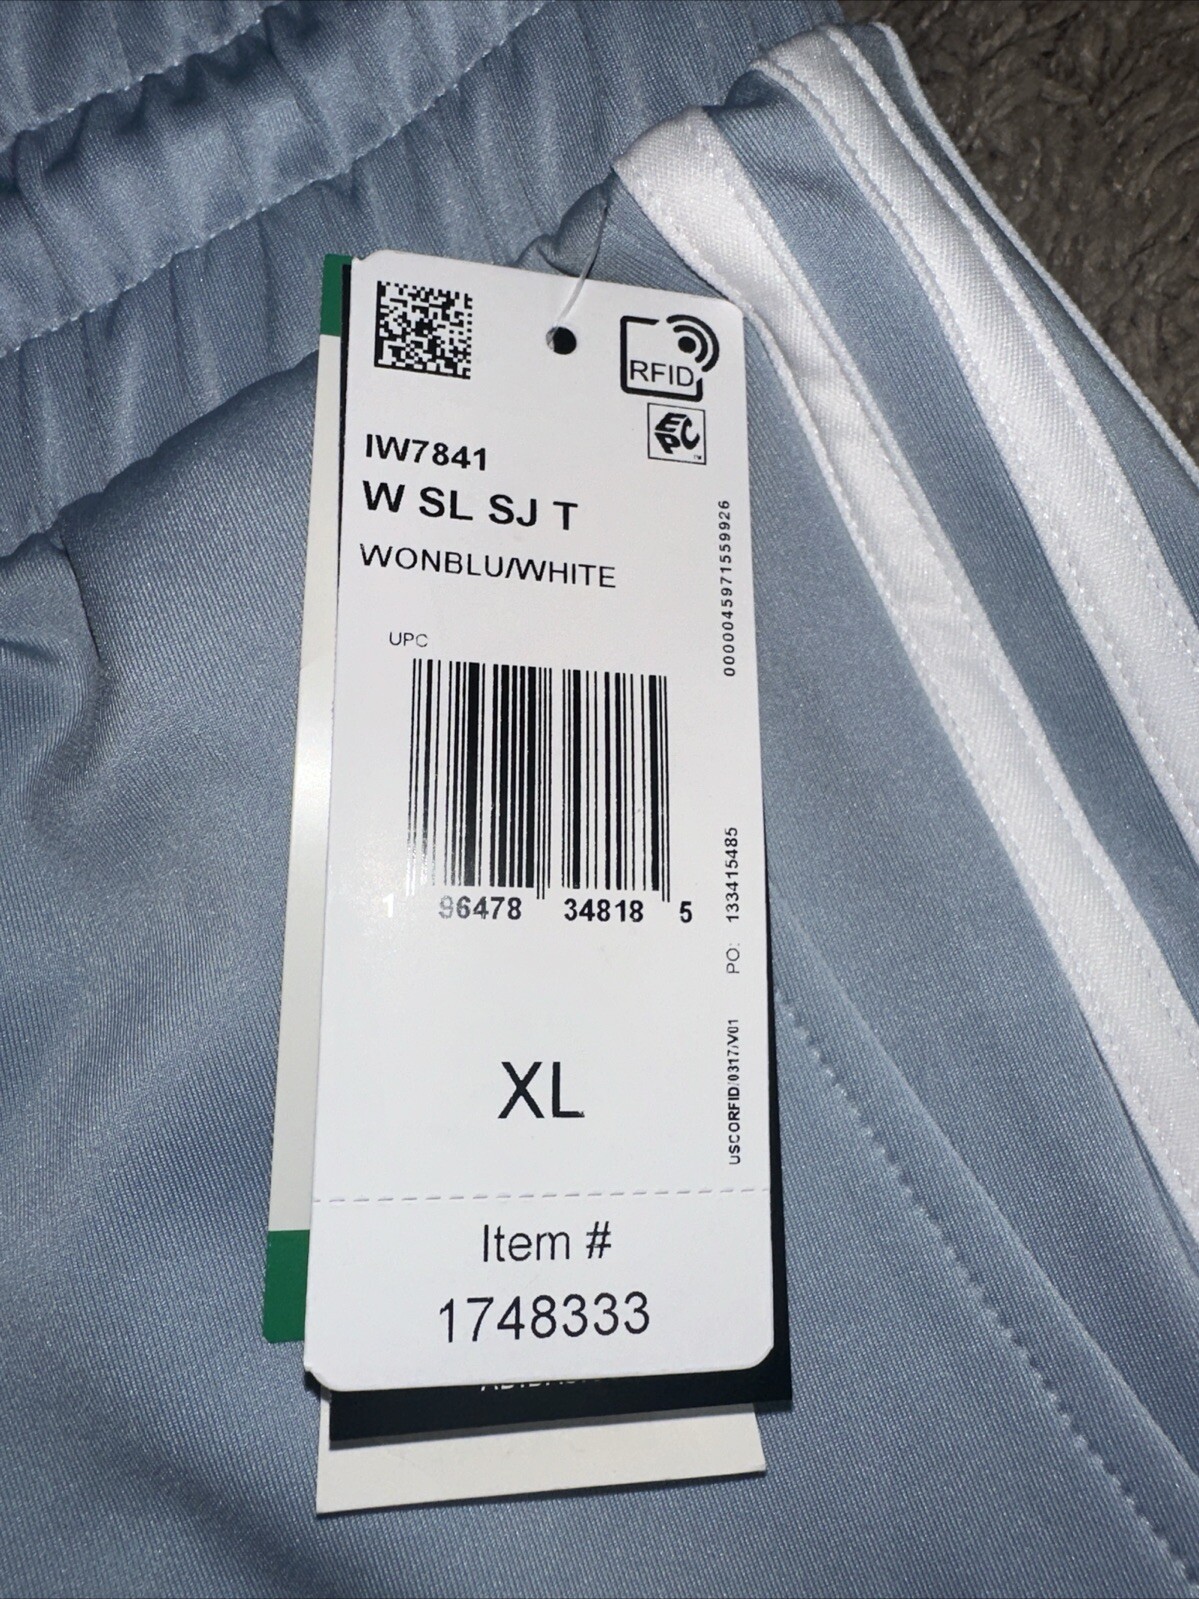 RFID
EPC
IW7841
W SL SJ T
WONBLU/WHITE
UPC
1 96478 34818 5
0000045971559926
PO: 133415485
USCORFID/0317/V01
XL
Item #
1748333